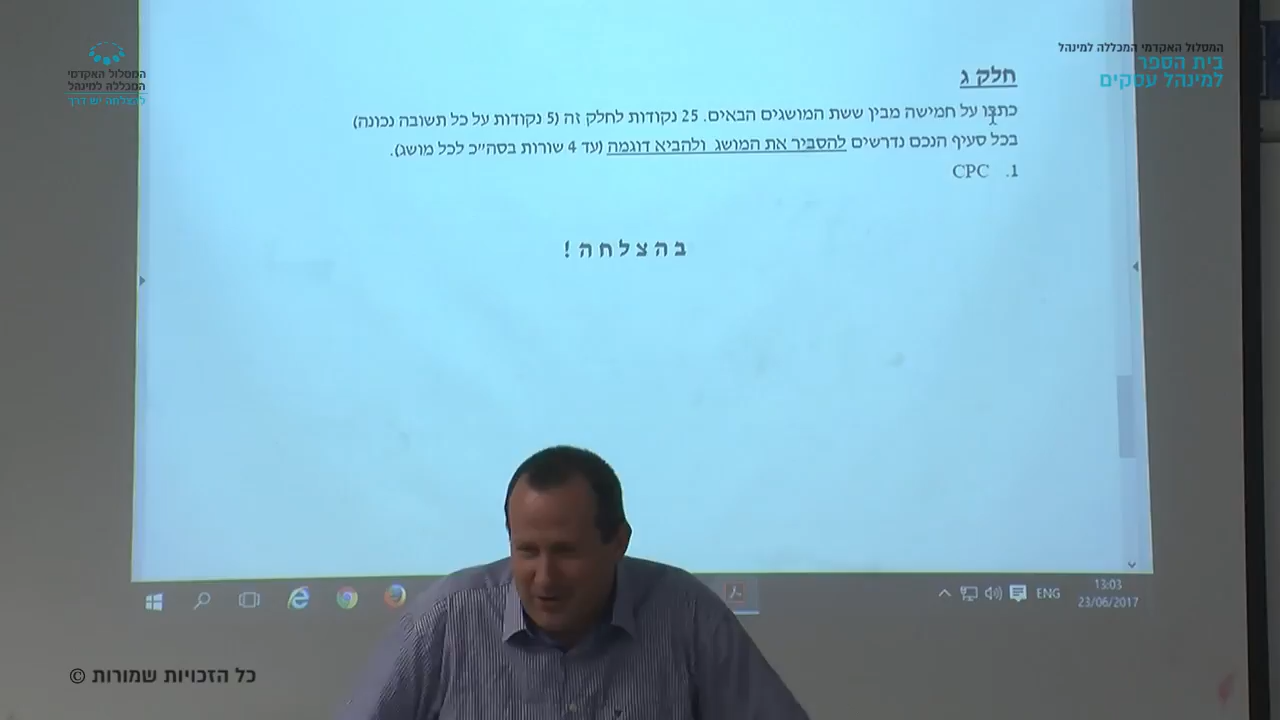 המסלול האקדמי
המכללה למינהל
להצלחה יש דרך
המסלול האקדמי המכללה למינהל
בית הספר
למינהל עסקים
חלק ג
כתבו על חמישה מבין ששת המושגים הבאים. 25 נקודות לחלק זה (5 נקודות על כל תשובה נכונה)
בכל סעיף הנכם נדרשים להסביר את המושג ולהביא דוגמה (עד 4 שורות בסה״כ לכל מושג).
1. CPC
בהצלחה!
ENG
13:03
23/06/2017
כל הזכויות שמורות ©